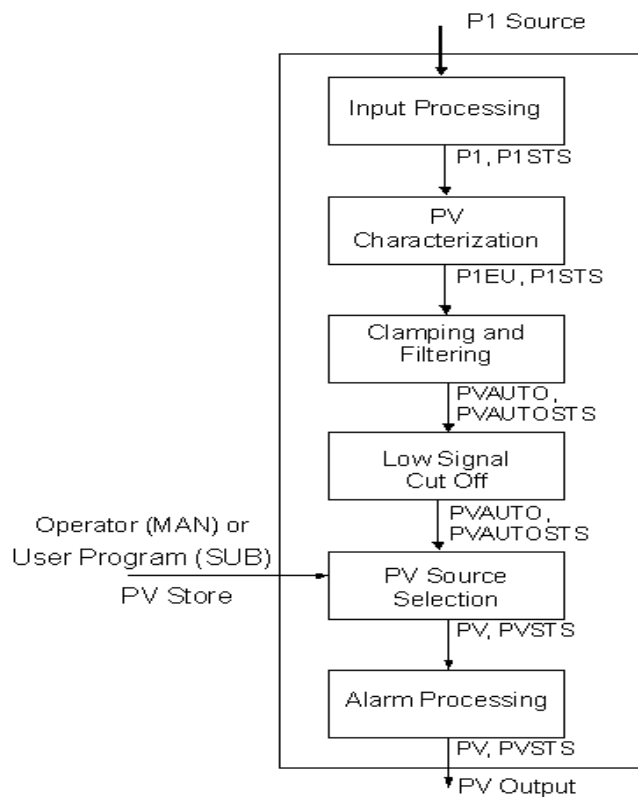 P1 Source
Input Processing
P1, P1STS
PV
Characterization
P1EU, P1STS
Clamping and
Filtering
PVAUTO,
PVAUTOSTS
Low Signal
Cut Off
PVAUTO,
PVAUTOSTS
Operator (MAN) or
User Program (SUB)
PV Store
PV Source
Selection
PV, PVSTS
Alarm Processing
PV, PVSTS
PV Output